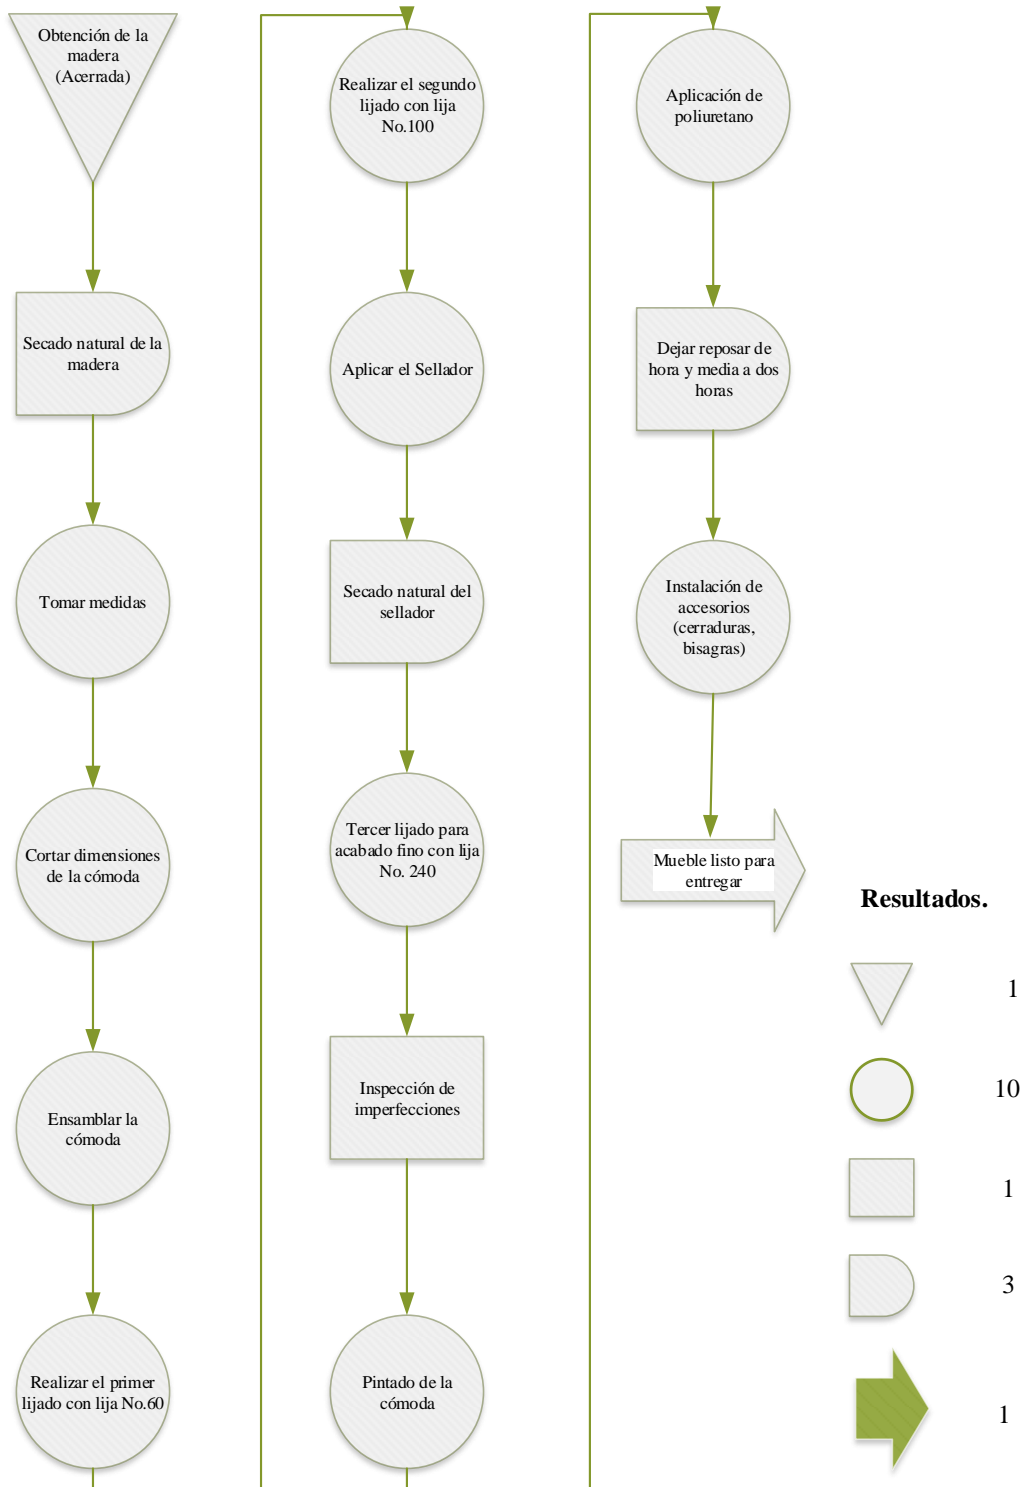 Obtención de la
madera
(Acerrada)
Secado natural de la
madera
Tomar medidas
Cortar dimensiones
de la cómoda
Ensamblar la
cómoda
Realizar el primer
lijado con lija No.60
Realizar el segundo
lijado con lija
No.100
Aplicar el Sellador
Secado natural del
sellador
Tercer lijado para
acabado fino con lija
No. 240
Inspección de
imperfecciones
Pintado de la
cómoda
Aplicación de
poliuretano
Dejar reposar de
hora y media a dos
horas
Instalación de
accesorios
(cerraduras,
bisagras)
Mueble listo para
entregar
Resultados.
1
10
1
3
1